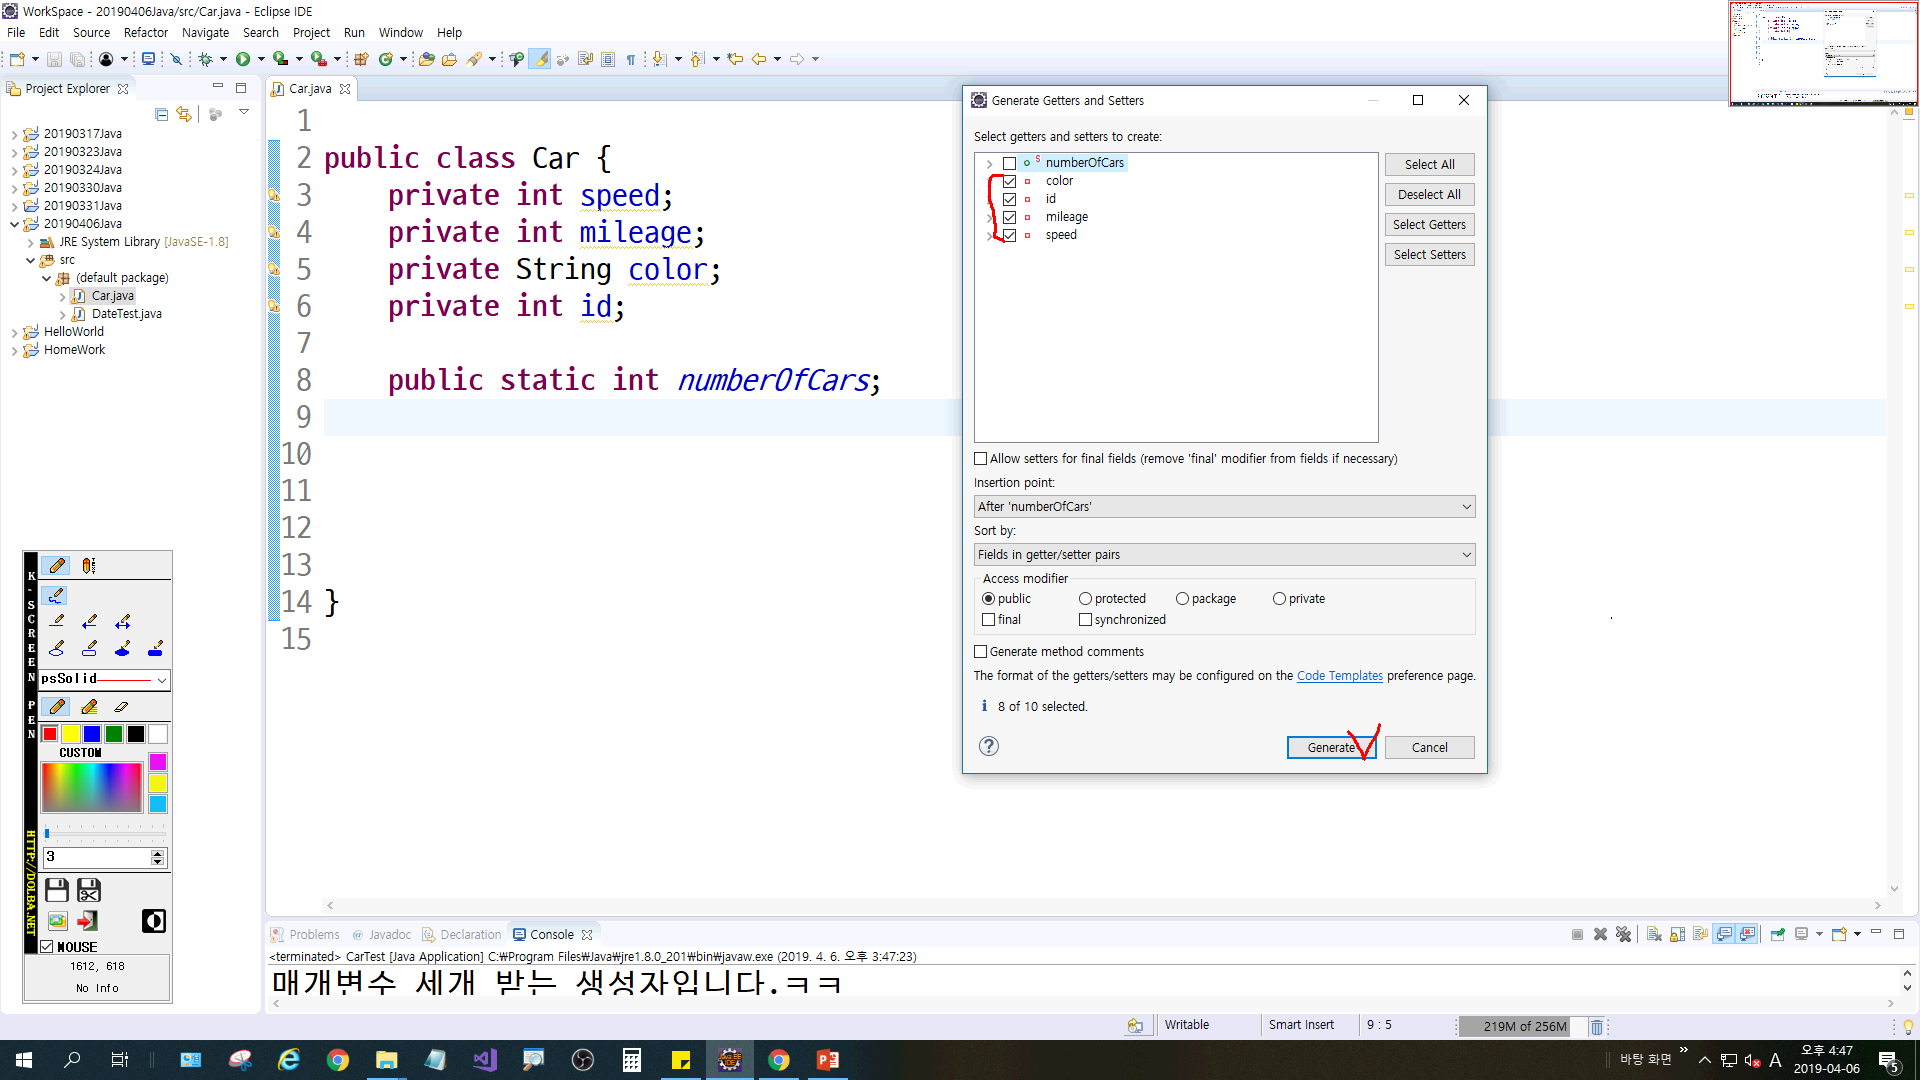 WorkSpace - 20190406Java/src/Car.java - Eclipse IDE
File Edit Source Refactor Navigate Search Project Run Window Help
Project Explorer
20190317Java
20190323Java
20190324Java
20190330Java
20190331Java
20190406Java
JRE System Library [JavaSE-1.8]
src
(default package)
Car.java
DateTest.java
HelloWorld
HomeWork
Car.java
1
2 public class Car {
3 private int speed;
4 private int mileage;
5 private String color;
6 private int id;
7
8 public static int numberOfCars;
9
10
11
12
13
14 }
15
Generate Getters and Setters
Select getters and setters to create:
S numberOfCars
color
id
mileage
speed
Select All
Deselect All
Select Getters
Select Setters
Allow setters for final fields (remove 'final' modifier from fields if necessary)
Insertion point:
After 'numberOfCars'
Sort by:
Fields in getter/setter pairs
Access modifier
public protected package private
final synchronized
Generate method comments
The format of the getters/setters may be configured on the Code Templates preference page.
8 of 10 selected.
Generate Cancel
K-SCREEN PEN
HTTP://DOLBA.NET
psSolid
CUSTOM
3
MOUSE
1612, 618
No Info
Problems @ Javadoc Declaration Console
<terminated> CarTest [Java Application] C:₩Program Files₩Java₩jre1.8.0_201₩bin₩javaw.exe (2019. 4. 6. 오후 3:47:23)
매개변수 세개 받는 생성자입니다.ㅋㅋ
Writable Smart Insert 9 : 5 219M of 256M
바탕 화면 A 오후 4:47
2019-04-06
5